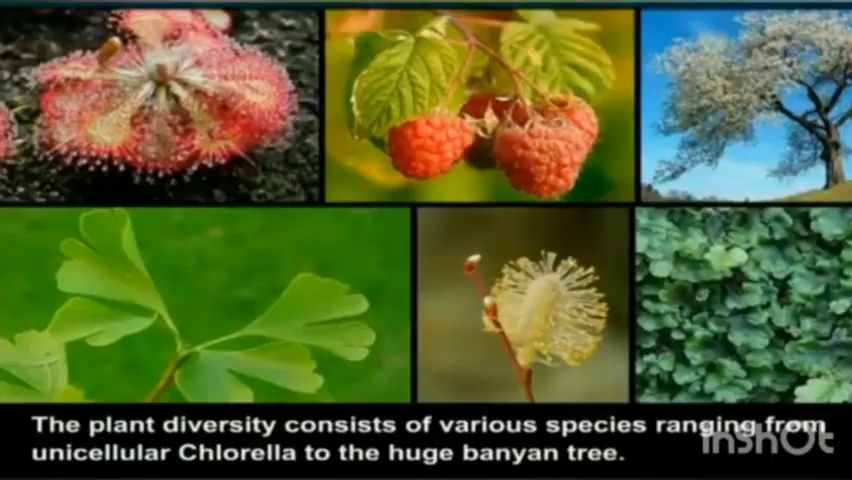 The plant diversity consists of various species ranging from
unicellular Chlorella to the huge banyan tree.
InShOt